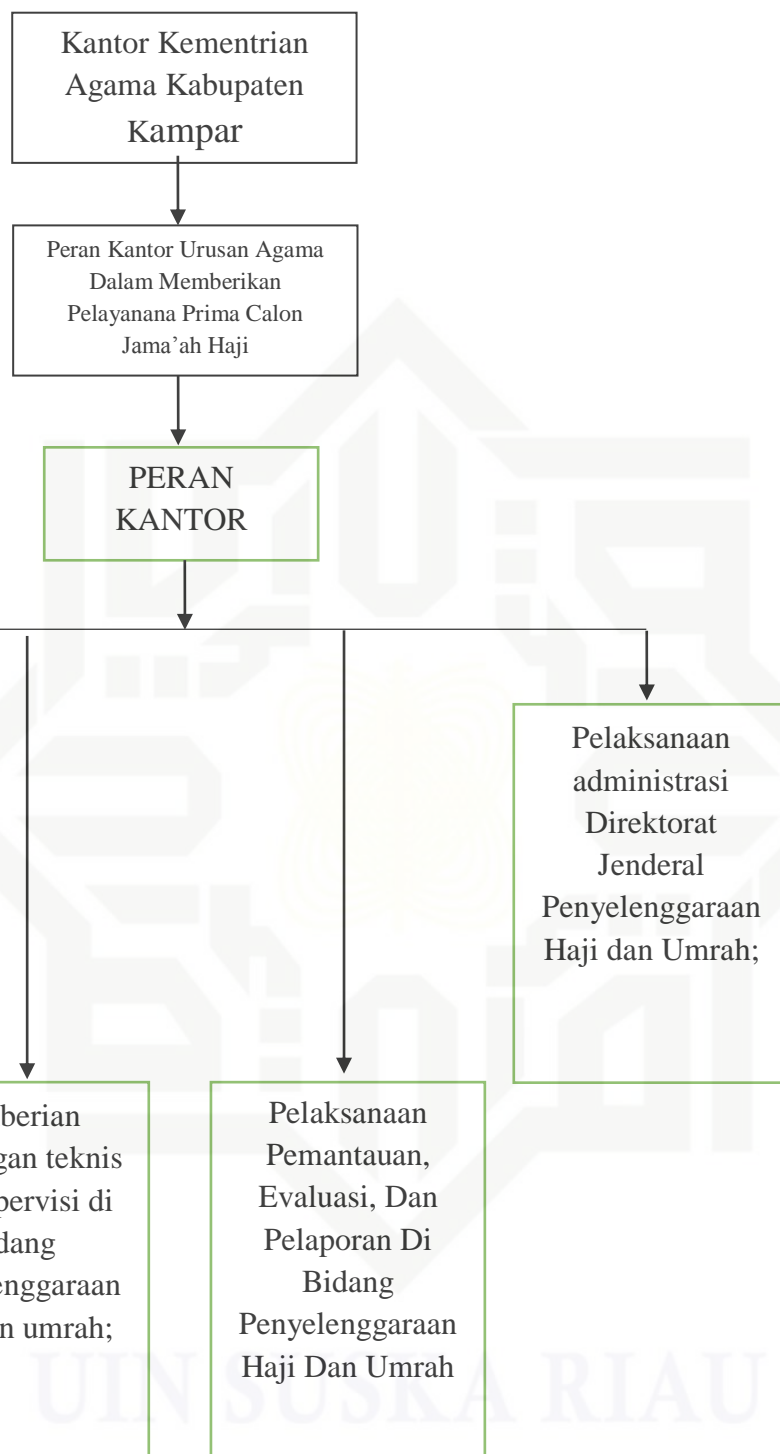 Kantor Kementrian
Agama Kabupaten
Kampar
Peran Kantor Urusan Agama
Dalam Memberikan
Pelayanana Prima Calon
Jama'ah Haji
PERAN
KANTOR
Pelaksanaan
administrasi
Direktorat
Jenderal
Penyelenggaraan
Haji dan Umrah;
berian
gan teknis
pervisi di
dang
enggaraan
n umrah;
Pelaksanaan
Pemantauan,
Evaluasi, Dan
Pelaporan Di
Bidang
Penyelenggaraan
Haji Dan Umrah
UIN SUSKA RIAU